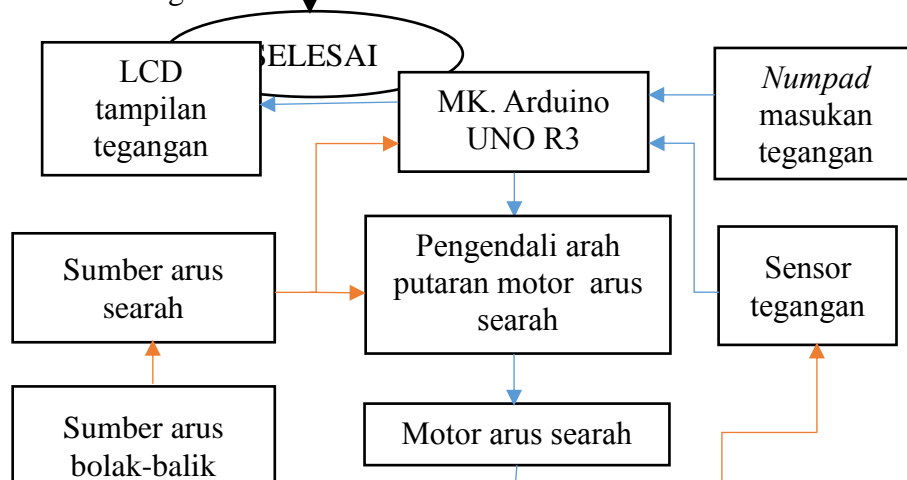 SELESAI
LCD
tampilan
tegangan
MK. Arduino
UNO R3
Numpad
masukan
tegangan
Sumber arus
searah
Pengendali arah
putaran motor arus
searah
Sensor
tegangan
Sumber arus
bolak-balik
Motor arus searah